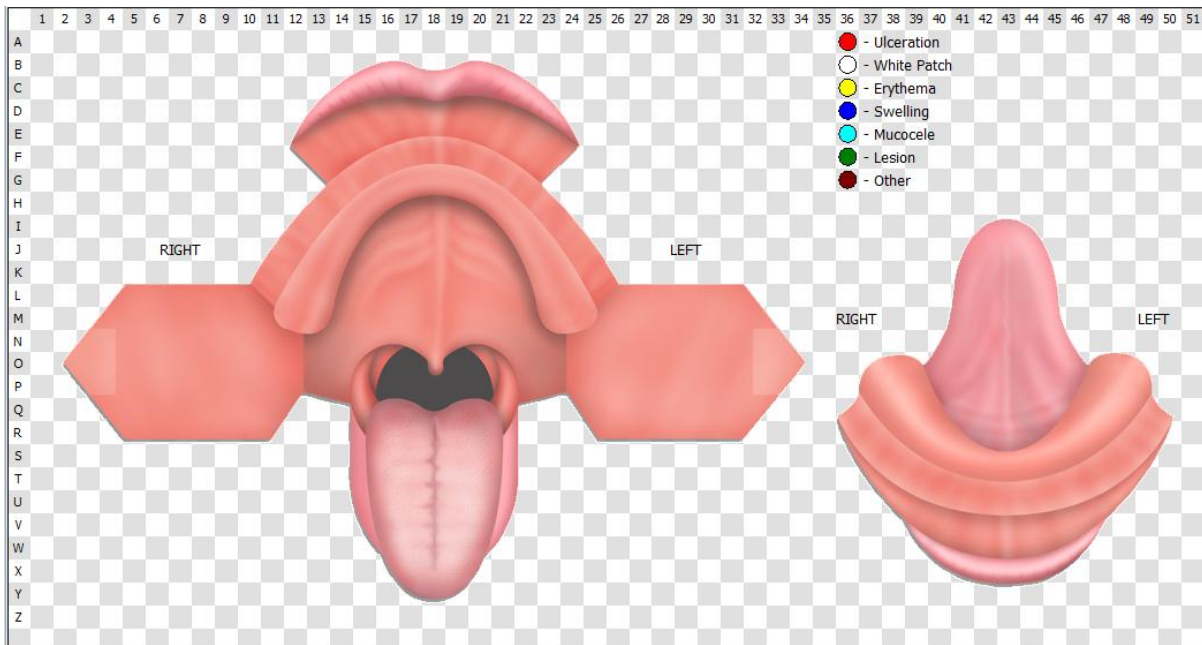 1 2 3 4 5 6 7 8 9 10 11 12 13 14 15 16 17 18 19 20 21 22 23 24 25 26 27 28 29 30 31 32 33 34 35 36 37 38 39 40 41 42 43 44 45 46 47 48 49 50 51
A
- Ulceration
B
- White Patch
C
- Erythema
D
- Swelling
E
- Mucocele
F
- Lesion
G
- Other
H
I
J
RIGHT
LEFT
K
L
M
RIGHT
LEFT
N
O
P
Q
R
S
T
U
V
W
X
Y
Z